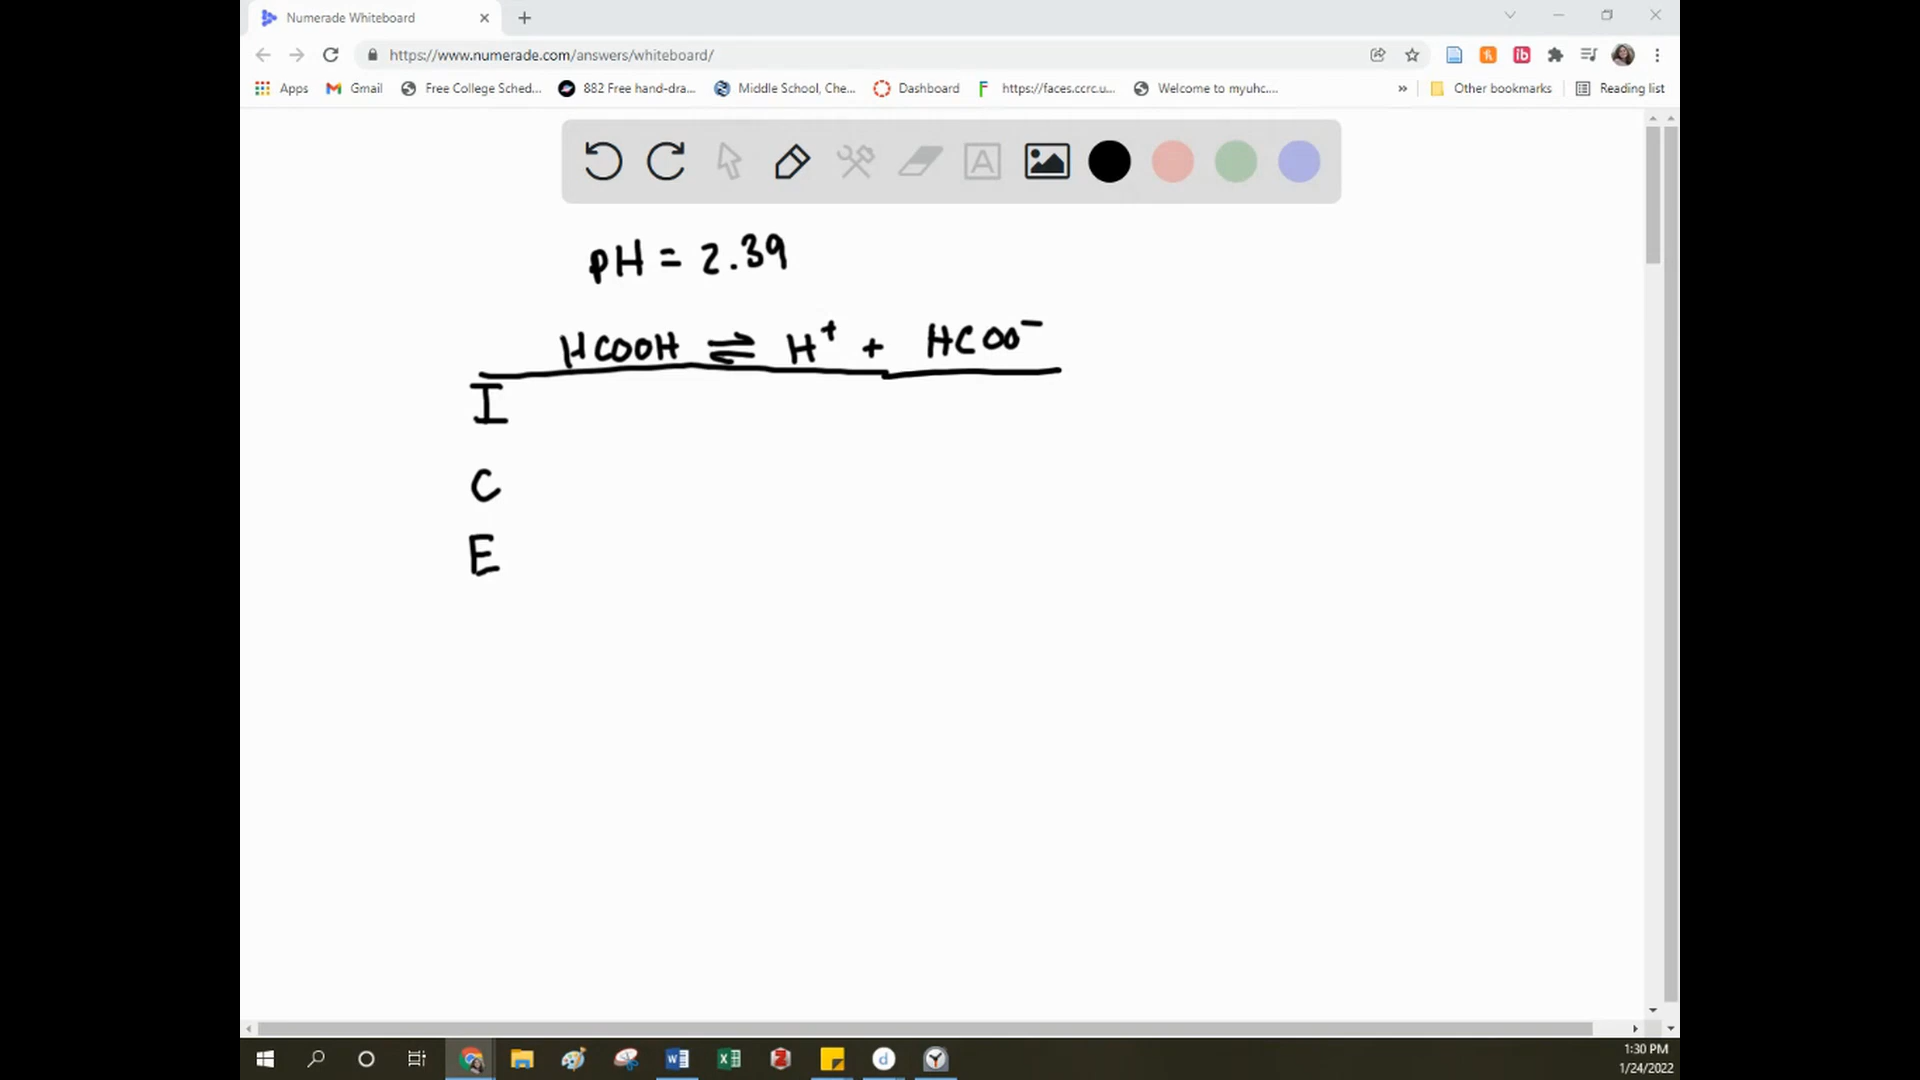 Numerade Whiteboard
https://www.numerade.com/answers/whiteboard/
Apps Gmail Free College Sched... 882 Free hand-dra... Middle School, Che... Dashboard https://faces.ccrc.u... Welcome to myuhc.... » Other bookmarks Reading list
A
pH = 2.39
HCOOH ⇌ H⁺ + HCOO⁻
I
C
E
1:30 PM
1/24/2022